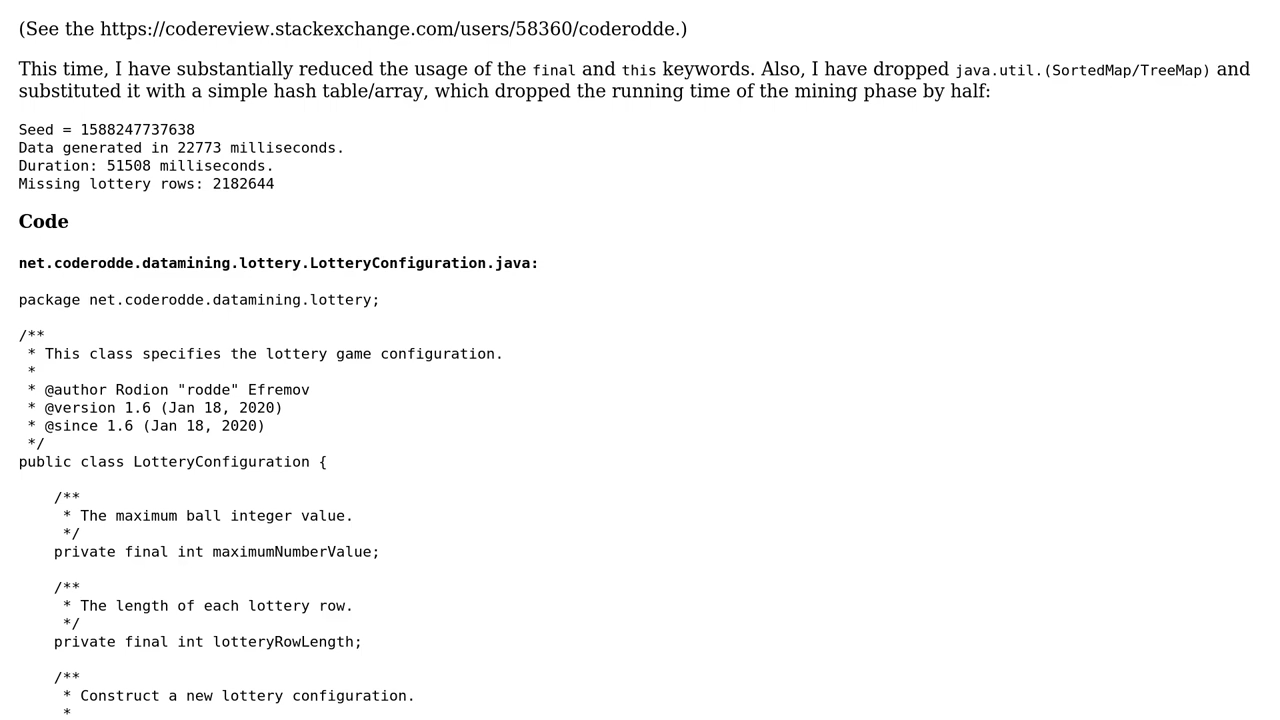 (See the https://codereview.stackexchange.com/users/58360/coderodde.)
This time, I have substantially reduced the usage of the final and this keywords. Also, I have dropped java.util.(SortedMap/TreeMap) and
substituted it with a simple hash table/array, which dropped the running time of the mining phase by half:
Seed = 1588247737638
Data generated in 22773 milliseconds.
Duration: 51508 milliseconds.
Missing lottery rows: 2182644
Code
net.coderodde.datamining.lottery.LotteryConfiguration.java:
package net.coderodde.datamining.lottery;
/**
 * This class specifies the lottery game configuration.
 *
 * @author Rodion "rodde" Efremov
 * @version 1.6 (Jan 18, 2020)
 * @since 1.6 (Jan 18, 2020)
 */
public class LotteryConfiguration {
    /**
     * The maximum ball integer value.
     */
    private final int maximumNumberValue;
    /**
     * The length of each lottery row.
     */
    private final int lotteryRowLength;
    /**
     * Construct a new lottery configuration.
     *